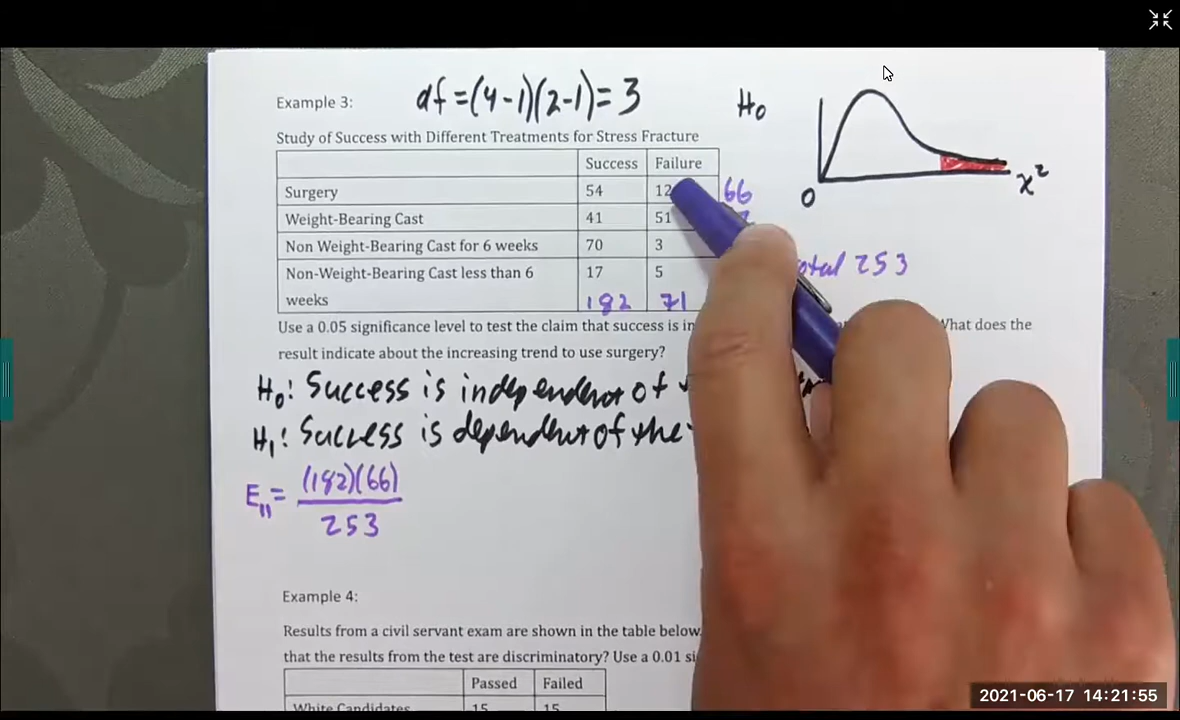 Example 3:
df = (4-1)(2-1) = 3
H₀
Study of Success with Different Treatments for Stress Fracture
Success Failure
Surgery 54 12 66
Weight-Bearing Cast 41 51
Non Weight-Bearing Cast for 6 weeks 70 3
Non-Weight-Bearing Cast less than 6 weeks 17 5
182 71
0
x²
253
Use a 0.05 significance level to test the claim that success is
What does the
result indicate about the increasing trend to use surgery?
H₀: Success is independent of
H₁: Success is dependent of the
E₁₁ = (182)(66)
253
Example 4:
Results from a civil servant exam are shown in the table below.
that the results from the test are discriminatory? Use a 0.01
Passed Failed
White Candidates 15 15
2021-06-17 14:21:55